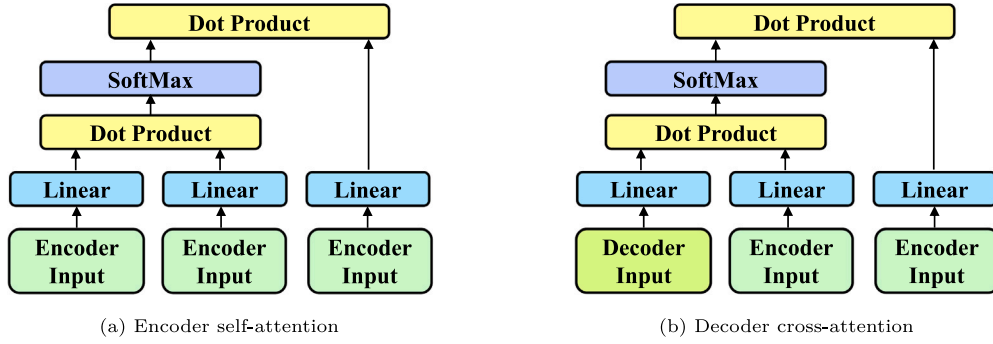 Dot Product
SoftMax
Dot Product
Linear
Linear
Linear
Encoder
Input
Encoder
Input
Encoder
Input
(a) Encoder self-attention
Dot Product
SoftMax
Dot Product
Linear
Linear
Linear
Decoder
Input
Encoder
Input
Encoder
Input
(b) Decoder cross-attention